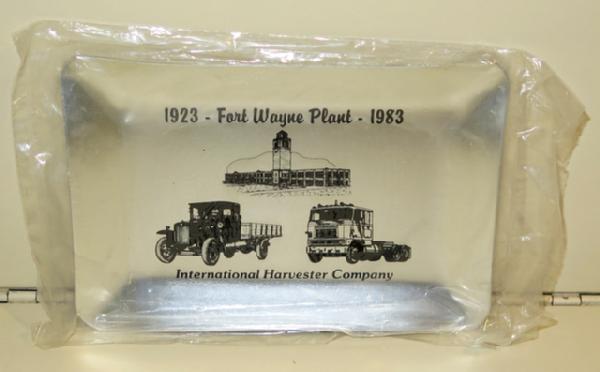 1923 - Fort Wayne Plant - 1983
International Harvester Company